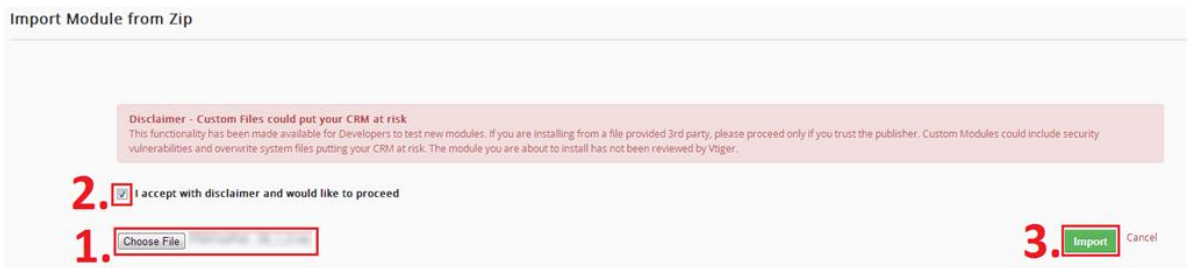 Import Module from Zip
Disclaimer - Custom Files could put your CRM at risk
This functionality has been made available for Developers to test new modules. If you are installing from a file provided 3rd party, please proceed only if you trust the publisher. Custom Modules could include security
vulnerabilities and overwrite system files putting your CRM at risk. The module you are about to install has not been reviewed by Vtiger.
2. I accept with disclaimer and would like to proceed
1. Choose File
3. Import Cancel